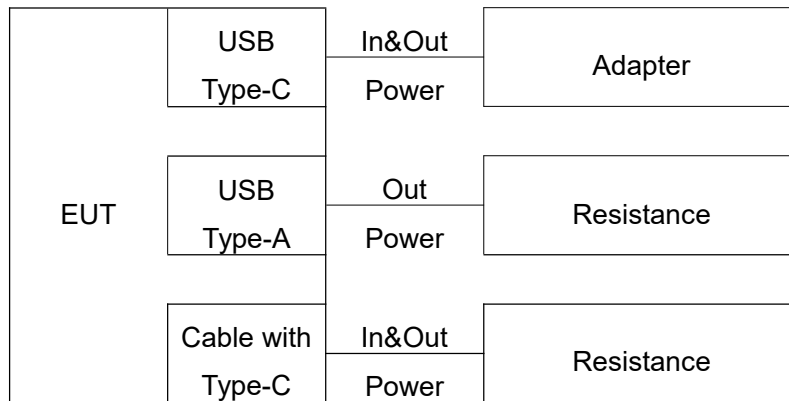 EUT
USB
Type-C
In&Out
Power
Adapter
USB
Type-A
Out
Power
Resistance
Cable with
Type-C
In&Out
Power
Resistance